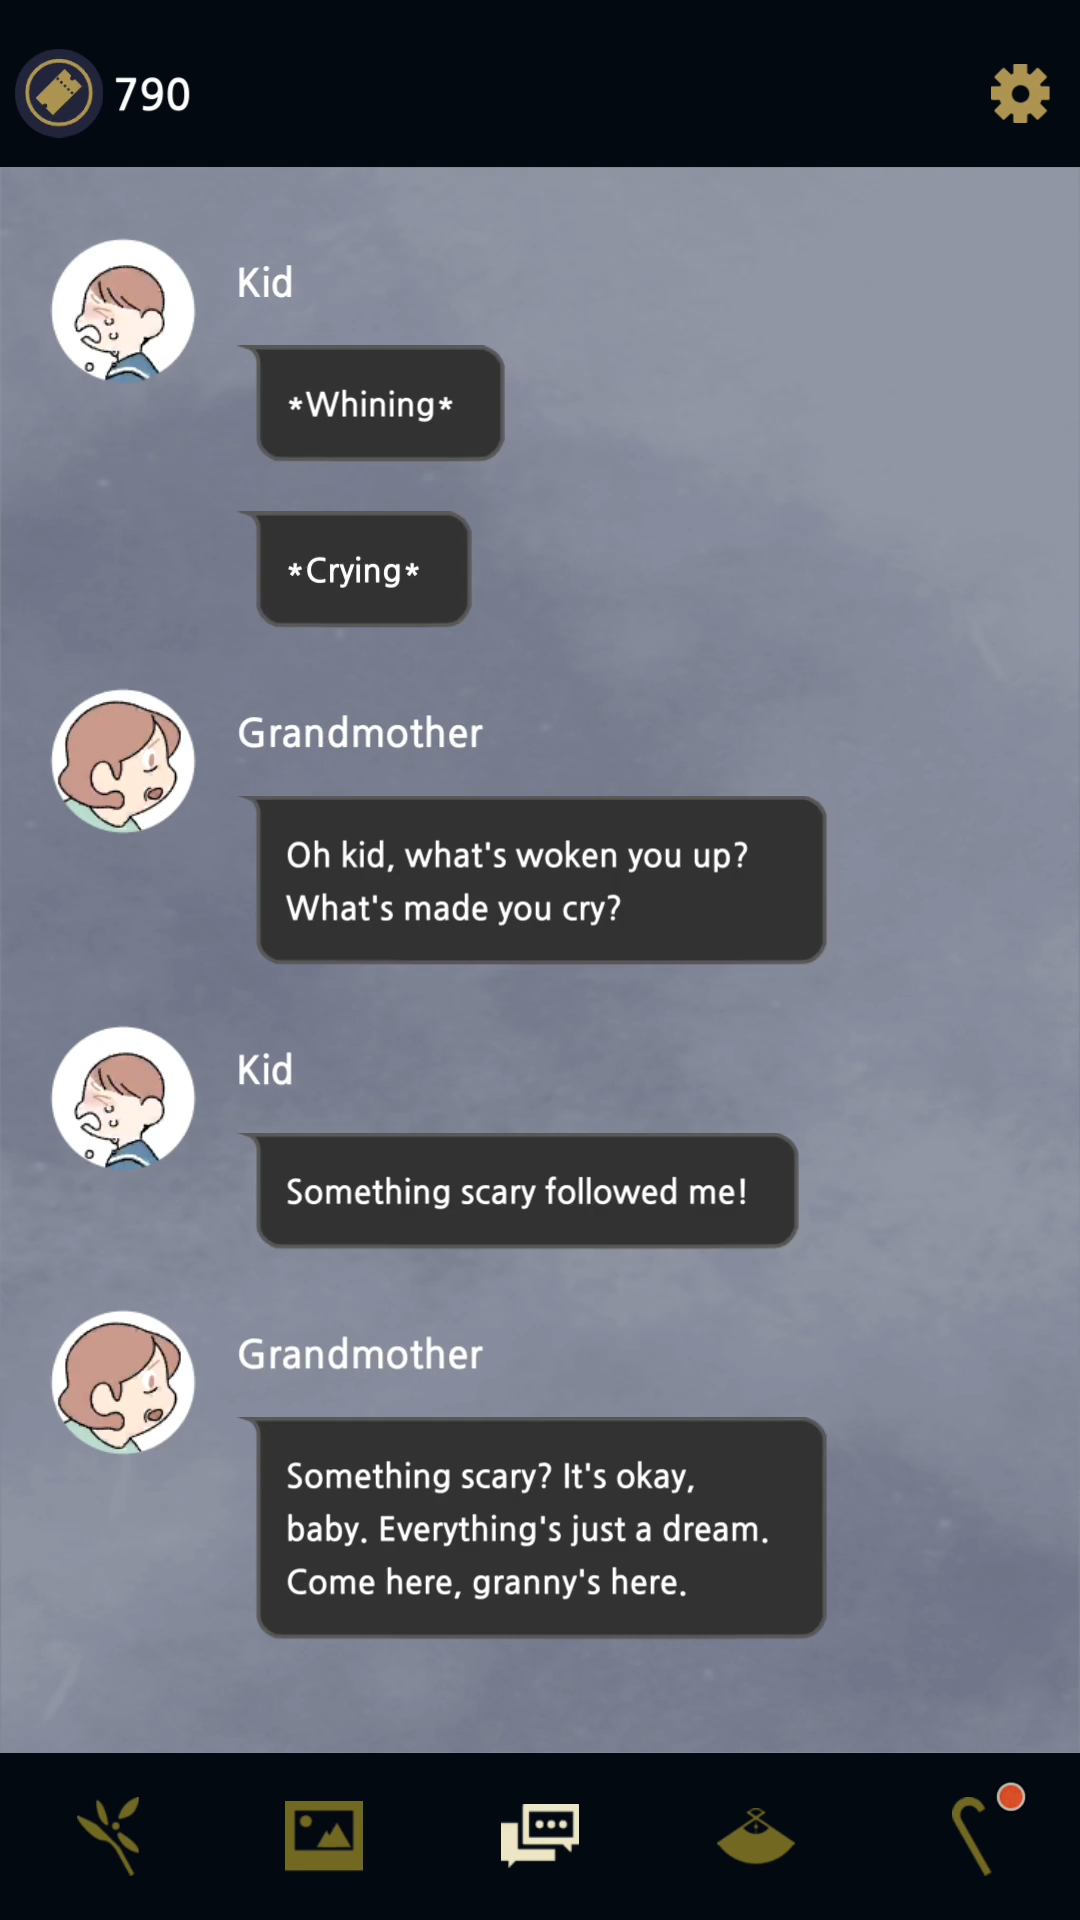 790
Kid
*Whining*
*Crying*
Grandmother
Oh kid, what's woken you up?
What's made you cry?
Kid
Something scary followed me!
Grandmother
Something scary? It's okay,
baby. Everything's just a dream.
Come here, granny's here.